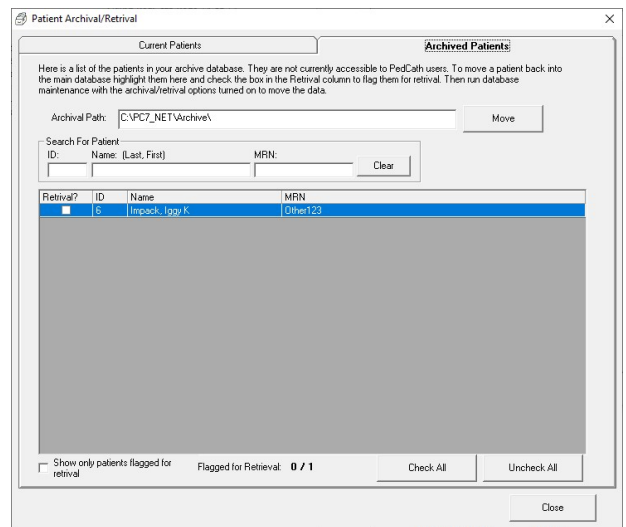 Patient Archival/Retrival
Current Patients
Archived Patients
Here is a list of the patients in your archive database. They are not currently accessible to PedCath users. To move a patient back into
the main database highlight them here and check the box in the Retrival column to flag them for retrival. Then run database
maintenance with the archival/retrival options turned on to move the data.
Archival Path: C:\PC7_NET\Archive\ Move
Search For Patient
ID: Name: (Last, First) MRN:
Clear
Retrival? ID Name MRN
6 Impack, Iggy K Other123
Show only patients flagged for
retrival
Flagged for Retrieval: 0 / 1
Check All Uncheck All
Close